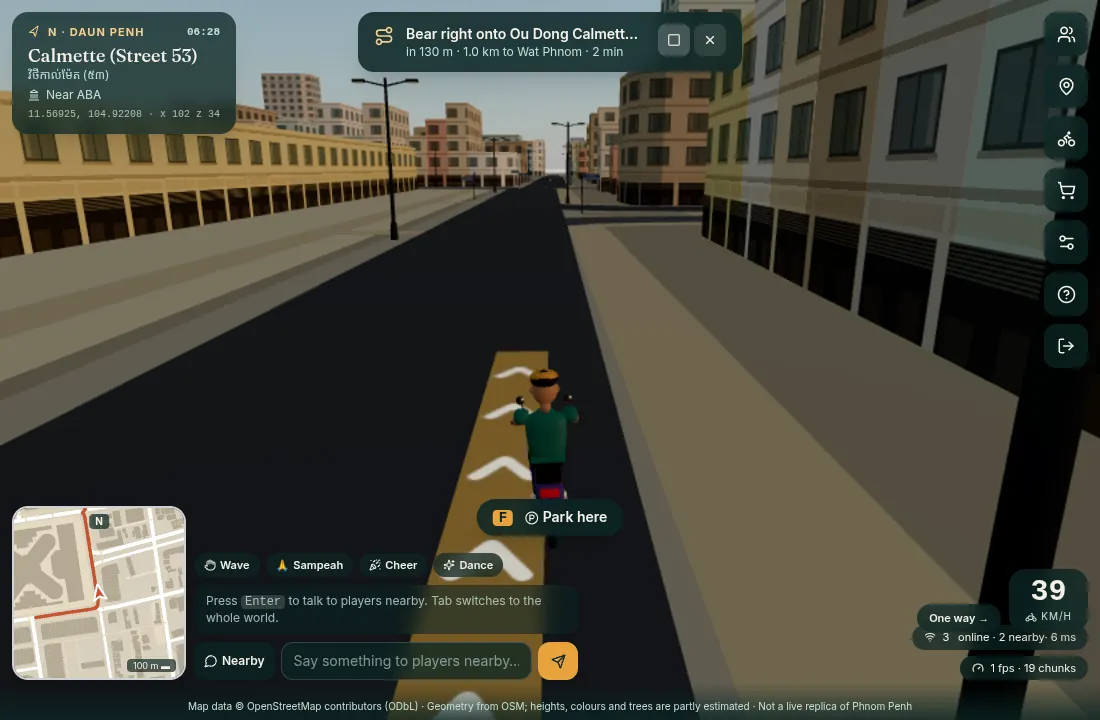 N · DAUN PENH 06:28
Calmette (Street 53)
វិថីកាល់ម៉ែត (៥៣)
Near ABA
11.56925, 104.92208 · x 102 z 34
Bear right onto Ou Dong Calmett…
in 130 m · 1.0 km to Wat Phnom · 2 min
F Park here
N
100 m
Wave Sampeah Cheer Dance
Press Enter to talk to players nearby. Tab switches to the
whole world.
Nearby Say something to players nearby…
39
KM/H
One way →
3 online · 2 nearby · 6 ms
1 fps · 19 chunks
Map data © OpenStreetMap contributors (ODbL) · Geometry from OSM; heights, colours and trees are partly estimated · Not a live replica of Phnom Penh